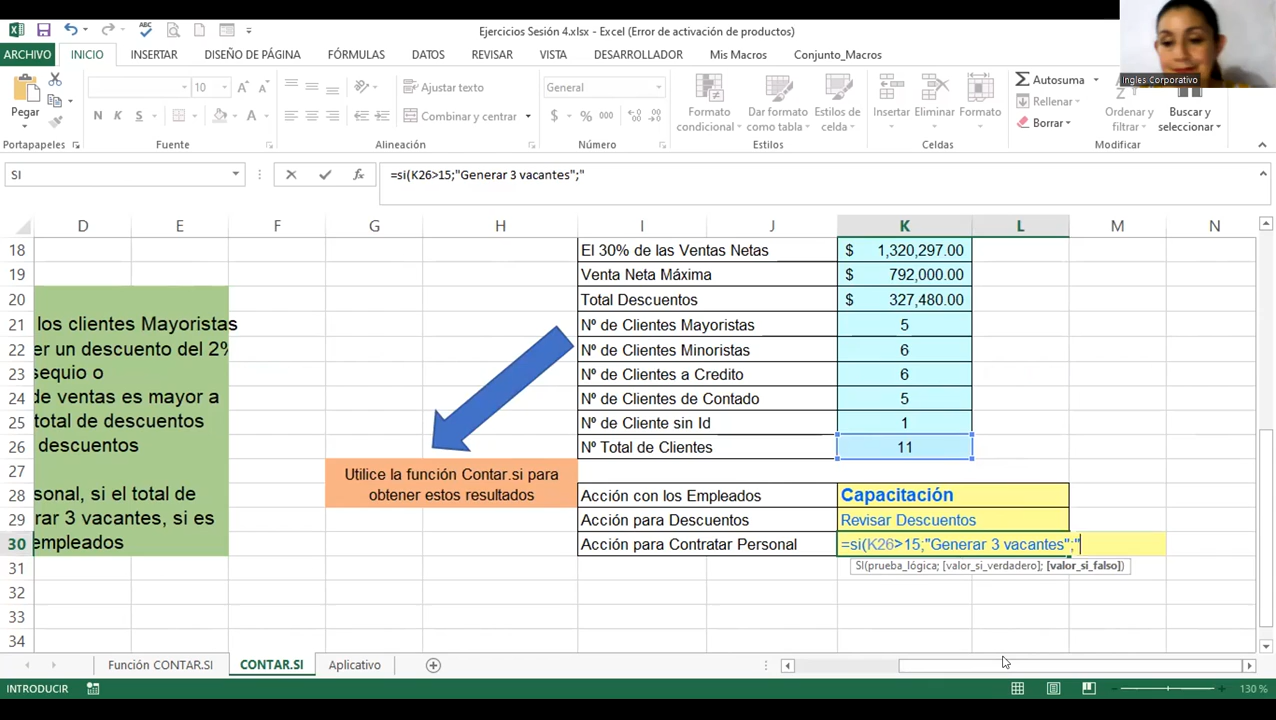 Ejercicios Sesión 4.xlsx - Excel (Error de activación de productos)
Ingles Corporativo
ARCHIVO INICIO INSERTAR DISEÑO DE PÁGINA FÓRMULAS DATOS REVISAR VISTA DESARROLLADOR Mis Macros Conjunto_Macros
Pegar
10
N K S
Ajustar texto
Combinar y centrar
General
$ % 000
Formato condicional
Dar formato como tabla
Estilos de celda
Insertar Eliminar Formato
Autosuma
Rellenar
Borrar
Ordenar y filtrar
Buscar y seleccionar
Portapapeles Fuente Alineación Número Estilos Celdas Modificar
SI fx =si(K26>15;"Generar 3 vacantes";"
D E F G H I J K L M N
18 El 30% de las Ventas Netas $ 1,320,297.00
19 Venta Neta Máxima $ 792,000.00
20 Total Descuentos $ 327,480.00
21 los clientes Mayoristas Nº de Clientes Mayoristas 5
22 er un descuento del 2% Nº de Clientes Minoristas 6
23 sequio o Nº de Clientes a Credito 6
24 de ventas es mayor a Nº de Clientes de Contado 5
25 total de descuentos Nº de Cliente sin Id 1
26 descuentos Nº Total de Clientes 11
27 Utilice la función Contar.si para
obtener estos resultados
28 sonal, si el total de Acción con los Empleados Capacitación
29 rar 3 vacantes, si es Acción para Descuentos Revisar Descuentos
30 empleados Acción para Contratar Personal =si(K26>15;"Generar 3 vacantes";"
31 SI(prueba_lógica; [valor_si_verdadero]; [valor_si_falso])
32
33
34
Función CONTAR.SI CONTAR.SI Aplicativo
INTRODUCIR 130 %